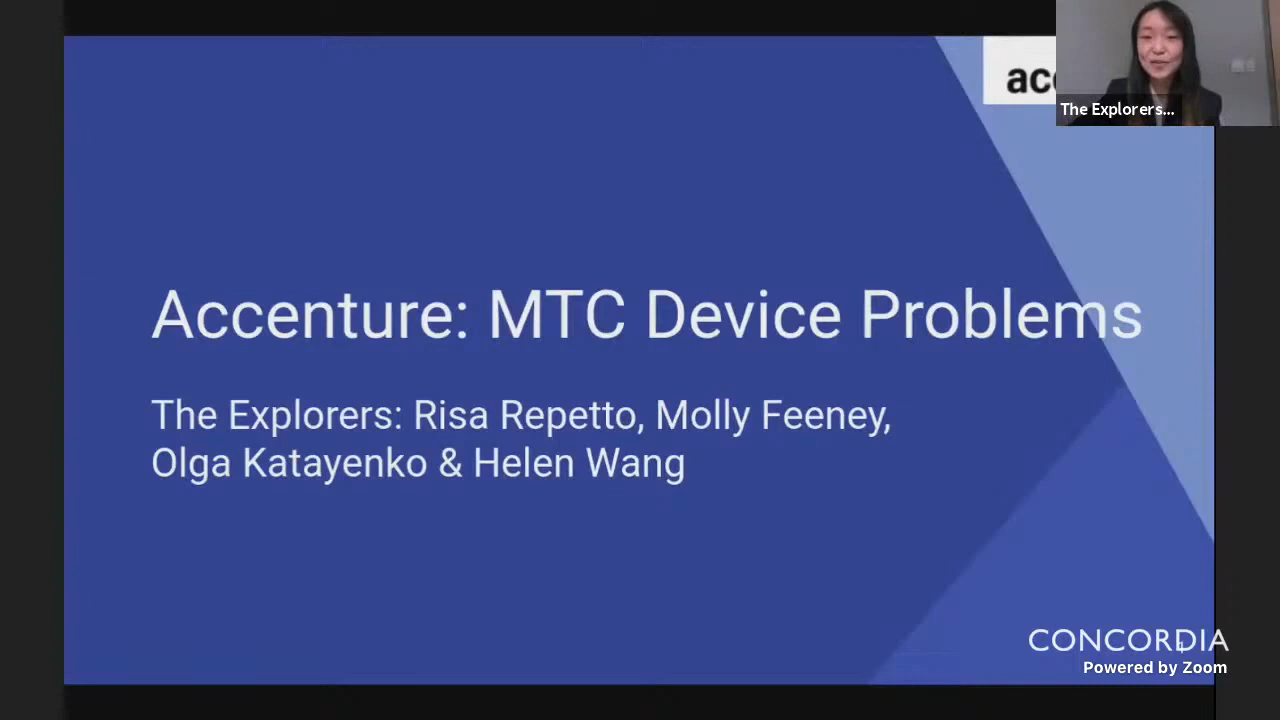 acc
The Explorers...
Accenture: MTC Device Problems
The Explorers: Risa Repetto, Molly Feeney,
Olga Katayenko & Helen Wang
CONCORDIA
Powered by Zoom